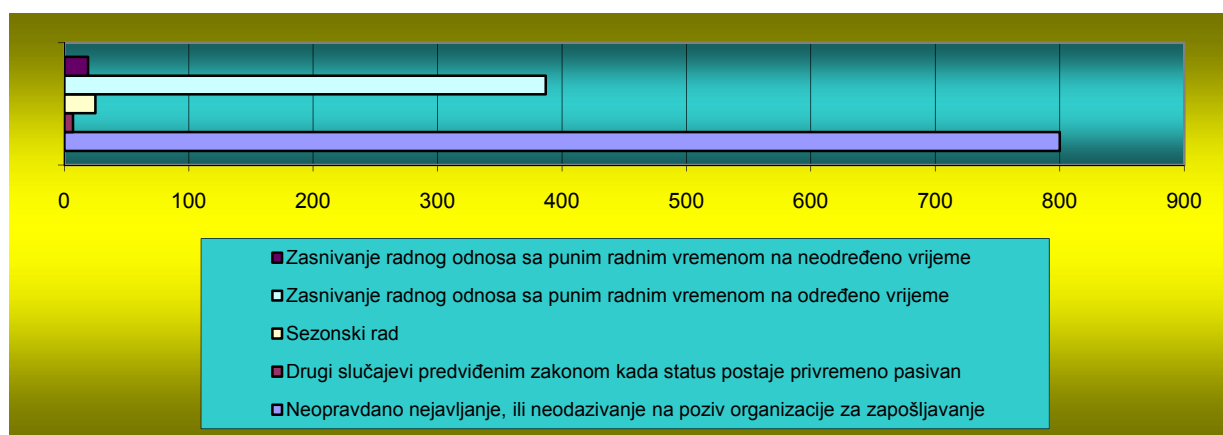 0 100 200 300 400 500 600 700 800 900
Zasnivanje radnog odnosa sa punim radnim vremenom na neodređeno vrijeme
Zasnivanje radnog odnosa sa punim radnim vremenom na određeno vrijeme
Sezonski rad
Drugi slučajevi predviđenim zakonom kada status postaje privremeno pasivan
Neopravdano nejavljanje, ili neodazivanje na poziv organizacije za zapošljavanje